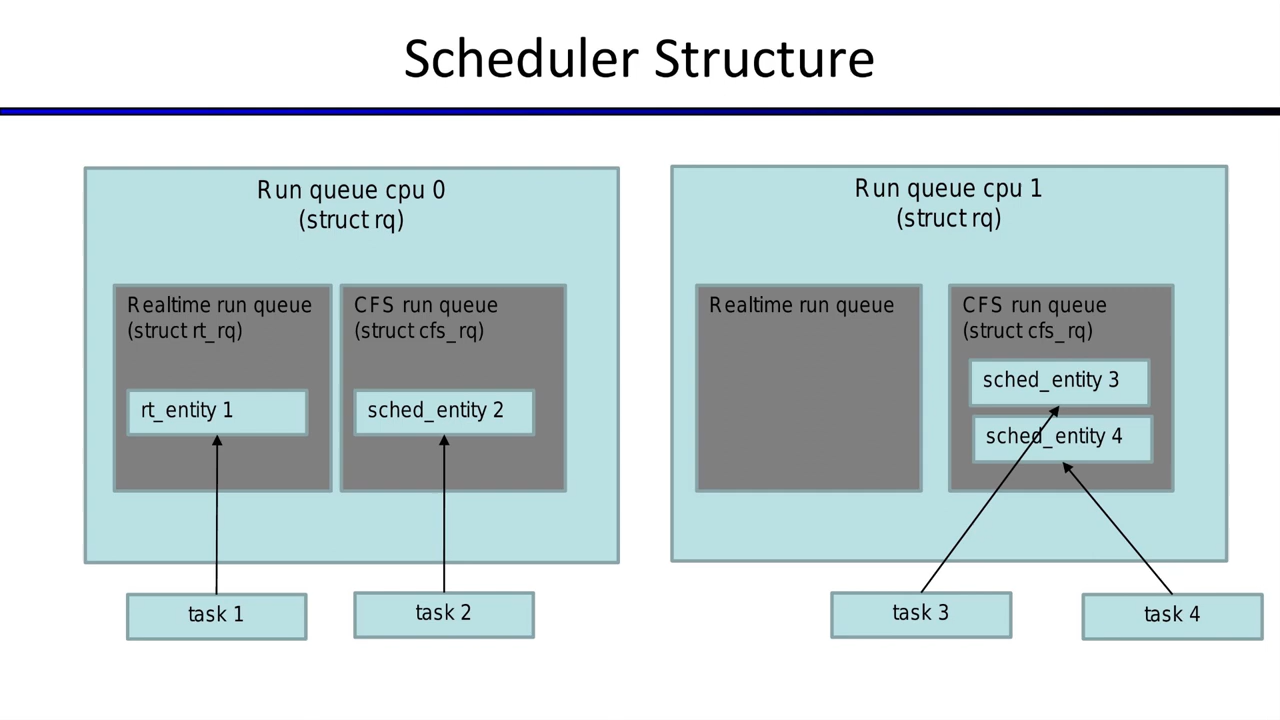 Scheduler Structure
Run queue cpu 0
(struct rq)
Realtime run queue
(struct rt_rq)
rt_entity 1
CFS run queue
(struct cfs_rq)
sched_entity 2
task 1
task 2
Run queue cpu 1
(struct rq)
Realtime run queue
CFS run queue
(struct cfs_rq)
sched_entity 3
sched_entity 4
task 3
task 4